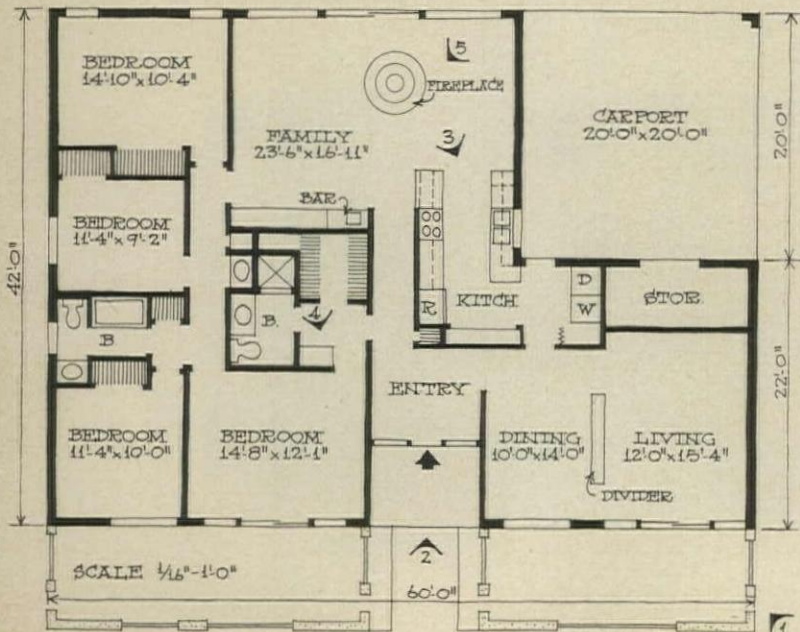 BEDROOM
14'-10"x10'-4"
5
FIREPLACE
3
FAMILY
23'-6"x16'-11"
CARPORT
20'-0"x20'-0"
20'-0"
BAR
BEDROOM
11'-4"x9'-2"
42'-0"
R
KITCH.
D
W
STOR.
B.
4
B
ENTRY
22'-0"
BEDROOM
11'-4"x10'-0"
BEDROOM
14'-8"x12'-1"
DINING
10'-0"x14'-0"
LIVING
12'-0"x15'-4"
DIVIDER
2
SCALE 1/16"-1'-0"
60'-0"
1